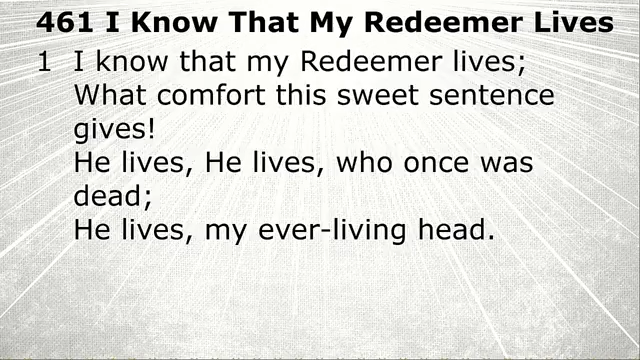 461 I Know That My Redeemer Lives
1 I know that my Redeemer lives;
What comfort this sweet sentence
gives!
He lives, He lives, who once was
dead;
He lives, my ever-living head.